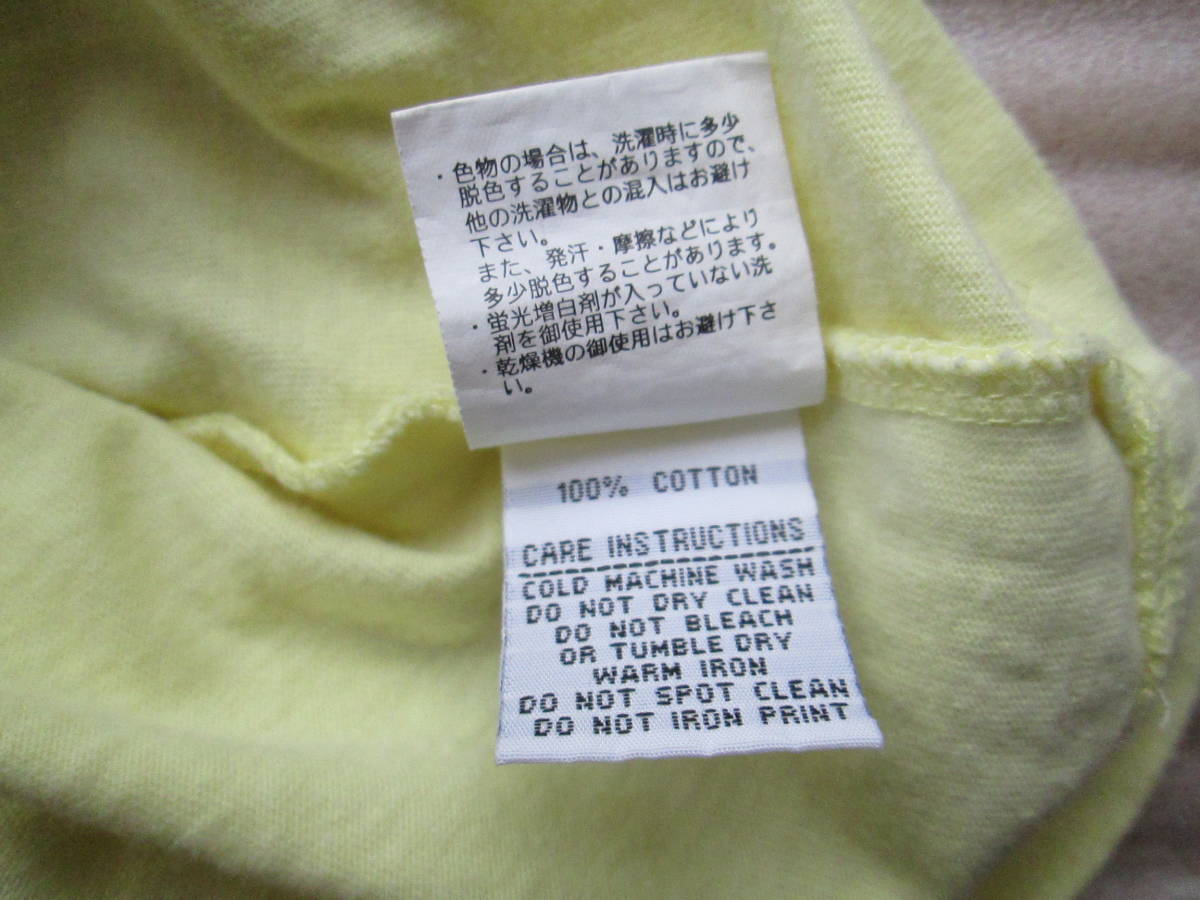 ・色物の場合は、洗濯時に多少
脱色することがありますので、
他の洗濯物との混入はお避け
下さい。
また、発汗・摩擦などにより
多少脱色することがあります。
・蛍光増白剤が入っていない洗
剤を御使用下さい。
・乾燥機の御使用はお避け下さ
い。
100% COTTON
CARE INSTRUCTIONS
COLD MACHINE WASH
DO NOT DRY CLEAN
DO NOT BLEACH
OR TUMBLE DRY
WARM IRON
DO NOT SPOT CLEAN
DO NOT IRON PRINT